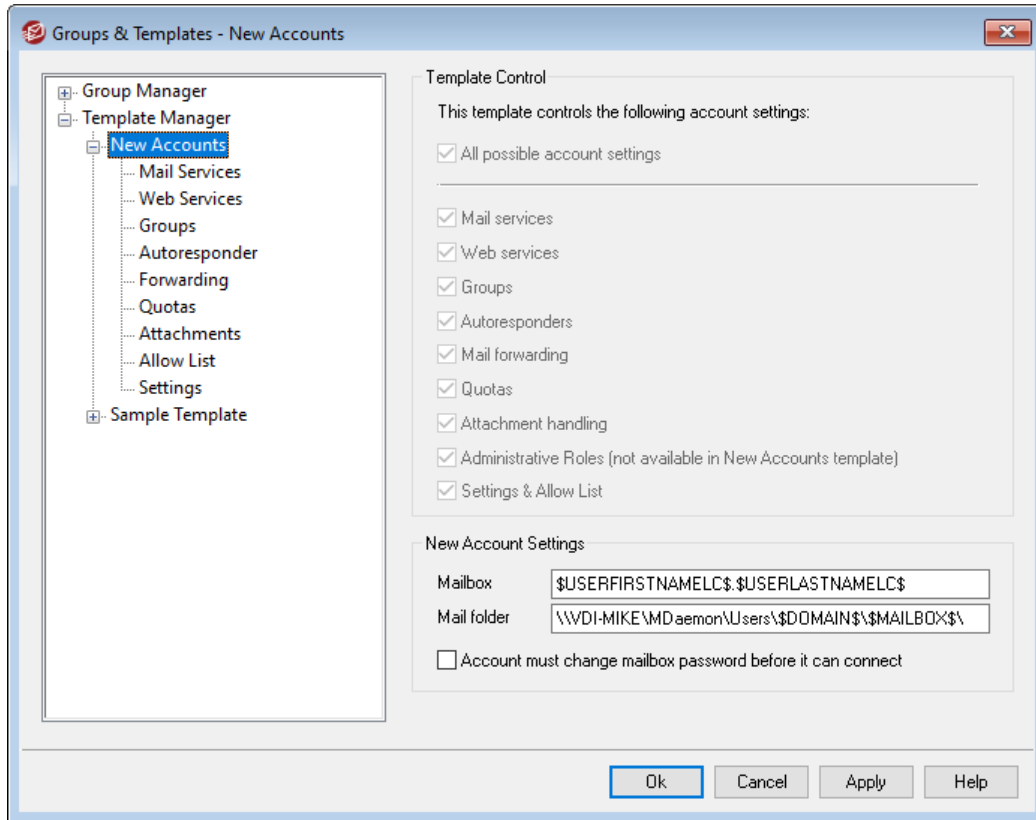 Groups & Templates - New Accounts
Group Manager
Template Manager
New Accounts
Mail Services
Web Services
Groups
Autoresponder
Forwarding
Quotas
Attachments
Allow List
Settings
Sample Template
Template Control
This template controls the following account settings:
All possible account settings
Mail services
Web services
Groups
Autoresponders
Mail forwarding
Quotas
Attachment handling
Administrative Roles (not available in New Accounts template)
Settings & Allow List
New Account Settings
Mailbox $USERFIRSTNAMELC$.$USERLASTNAMELC$
Mail folder \\VDI-MIKE\MDaemon\Users\$DOMAIN$\$MAILBOX$\
Account must change mailbox password before it can connect
Ok Cancel Apply Help